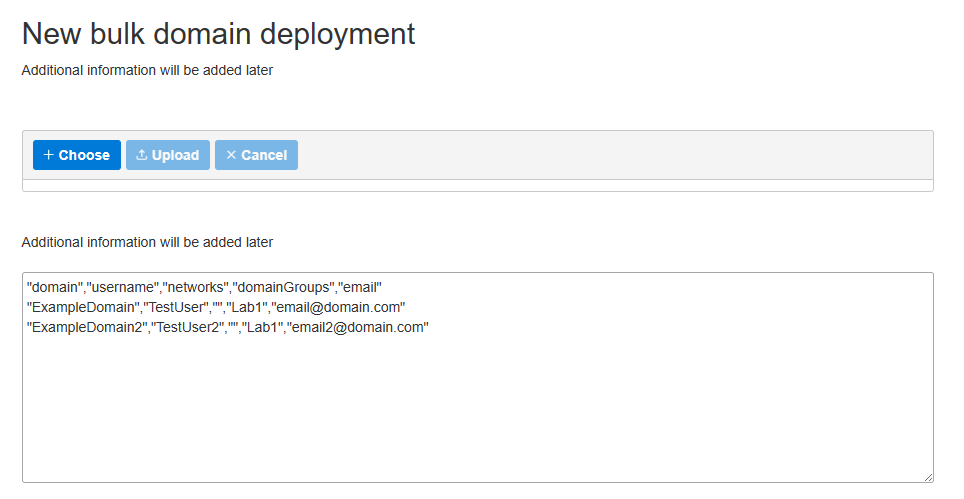 New bulk domain deployment
Additional information will be added later
Choose Upload Cancel
Additional information will be added later
"domain","username","networks","domainGroups","email"
"ExampleDomain","TestUser","","Lab1","email@domain.com"
"ExampleDomain2","TestUser2","","Lab1","email2@domain.com"